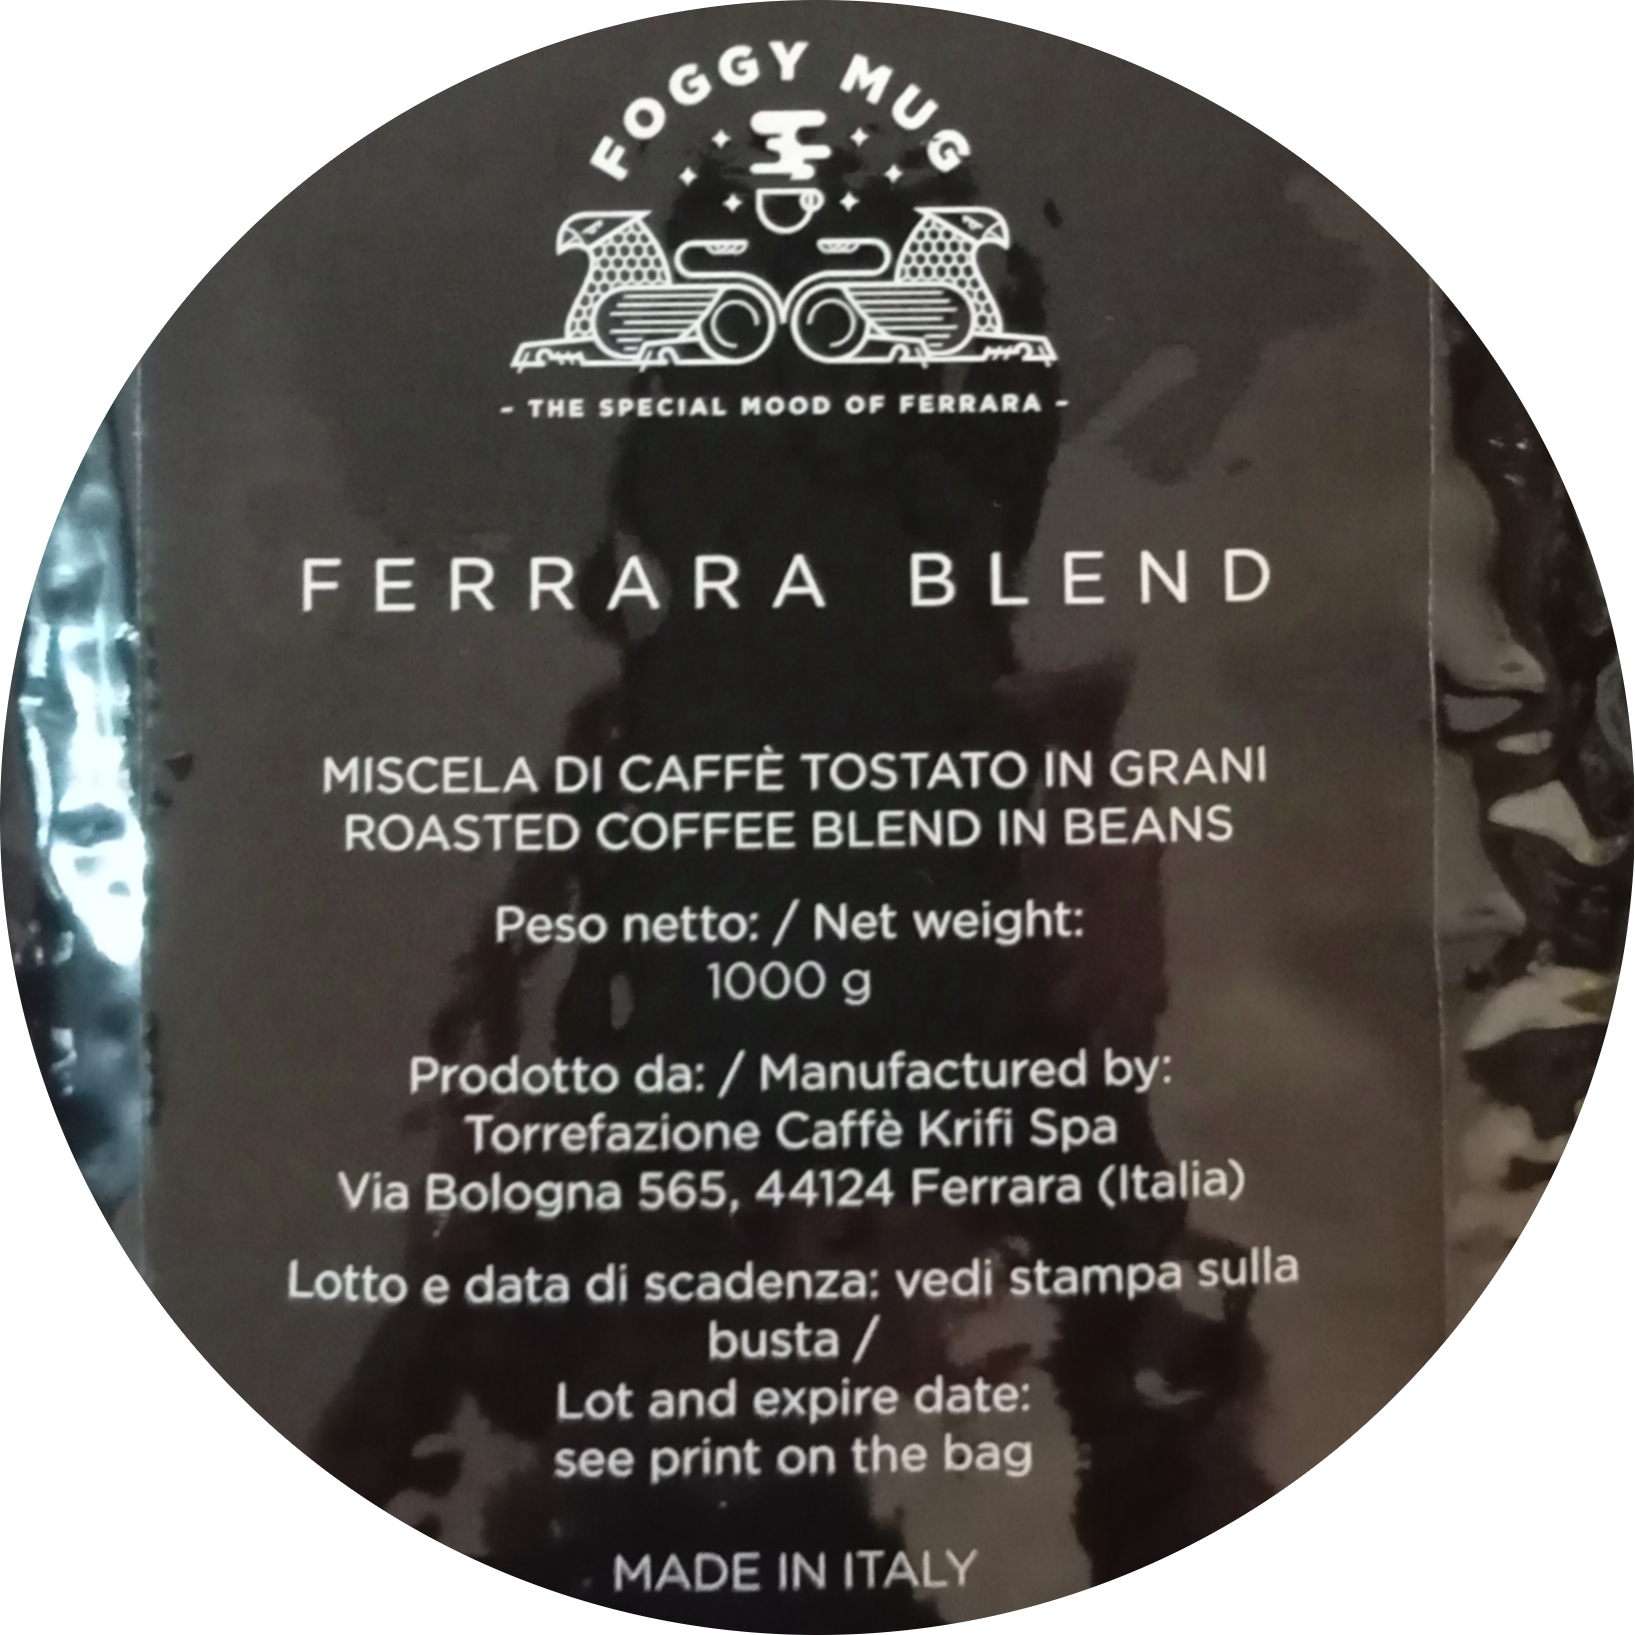 FOGGY MUG
- THE SPECIAL MOOD OF FERRARA -
FERRARA BLEND
MISCELA DI CAFFÈ TOSTATO IN GRANI
ROASTED COFFEE BLEND IN BEANS
Peso netto: / Net weight:
1000 g
Prodotto da: / Manufactured by:
Torrefazione Caffè Krifi Spa
Via Bologna 565, 44124 Ferrara (Italia)
Lotto e data di scadenza: vedi stampa sulla
busta /
Lot and expire date:
see print on the bag
MADE IN ITALY